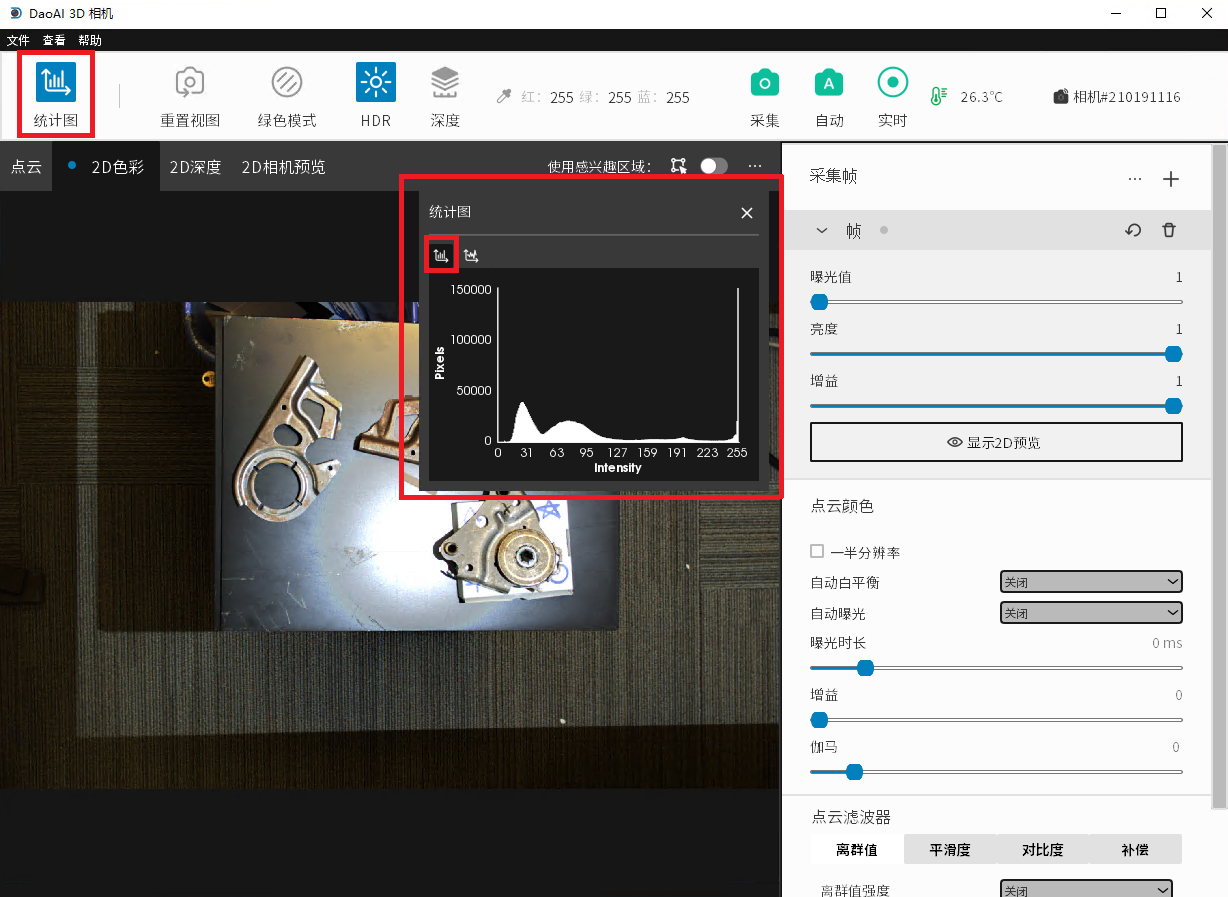 DaoAI 3D 相机
文件 查看 帮助
统计图
重置视图
绿色模式
HDR
深度
红: 255 绿: 255 蓝: 255
采集
自动
实时
26.3°C
相机#210191116
点云
2D色彩
2D深度
2D相机预览
使用感兴趣区域:
统计图
150000
100000
50000
0
Pixels
0 31 63 95 127 159 191 223 255
Intensity
采集帧
帧
曝光值 1
亮度 1
增益 1
显示2D预览
点云颜色
一半分辨率
自动白平衡 关闭
自动曝光 关闭
曝光时长 0 ms
增益 0
伽马 0
点云滤波器
离群值 平滑度 对比度 补偿
离群值强度 关闭